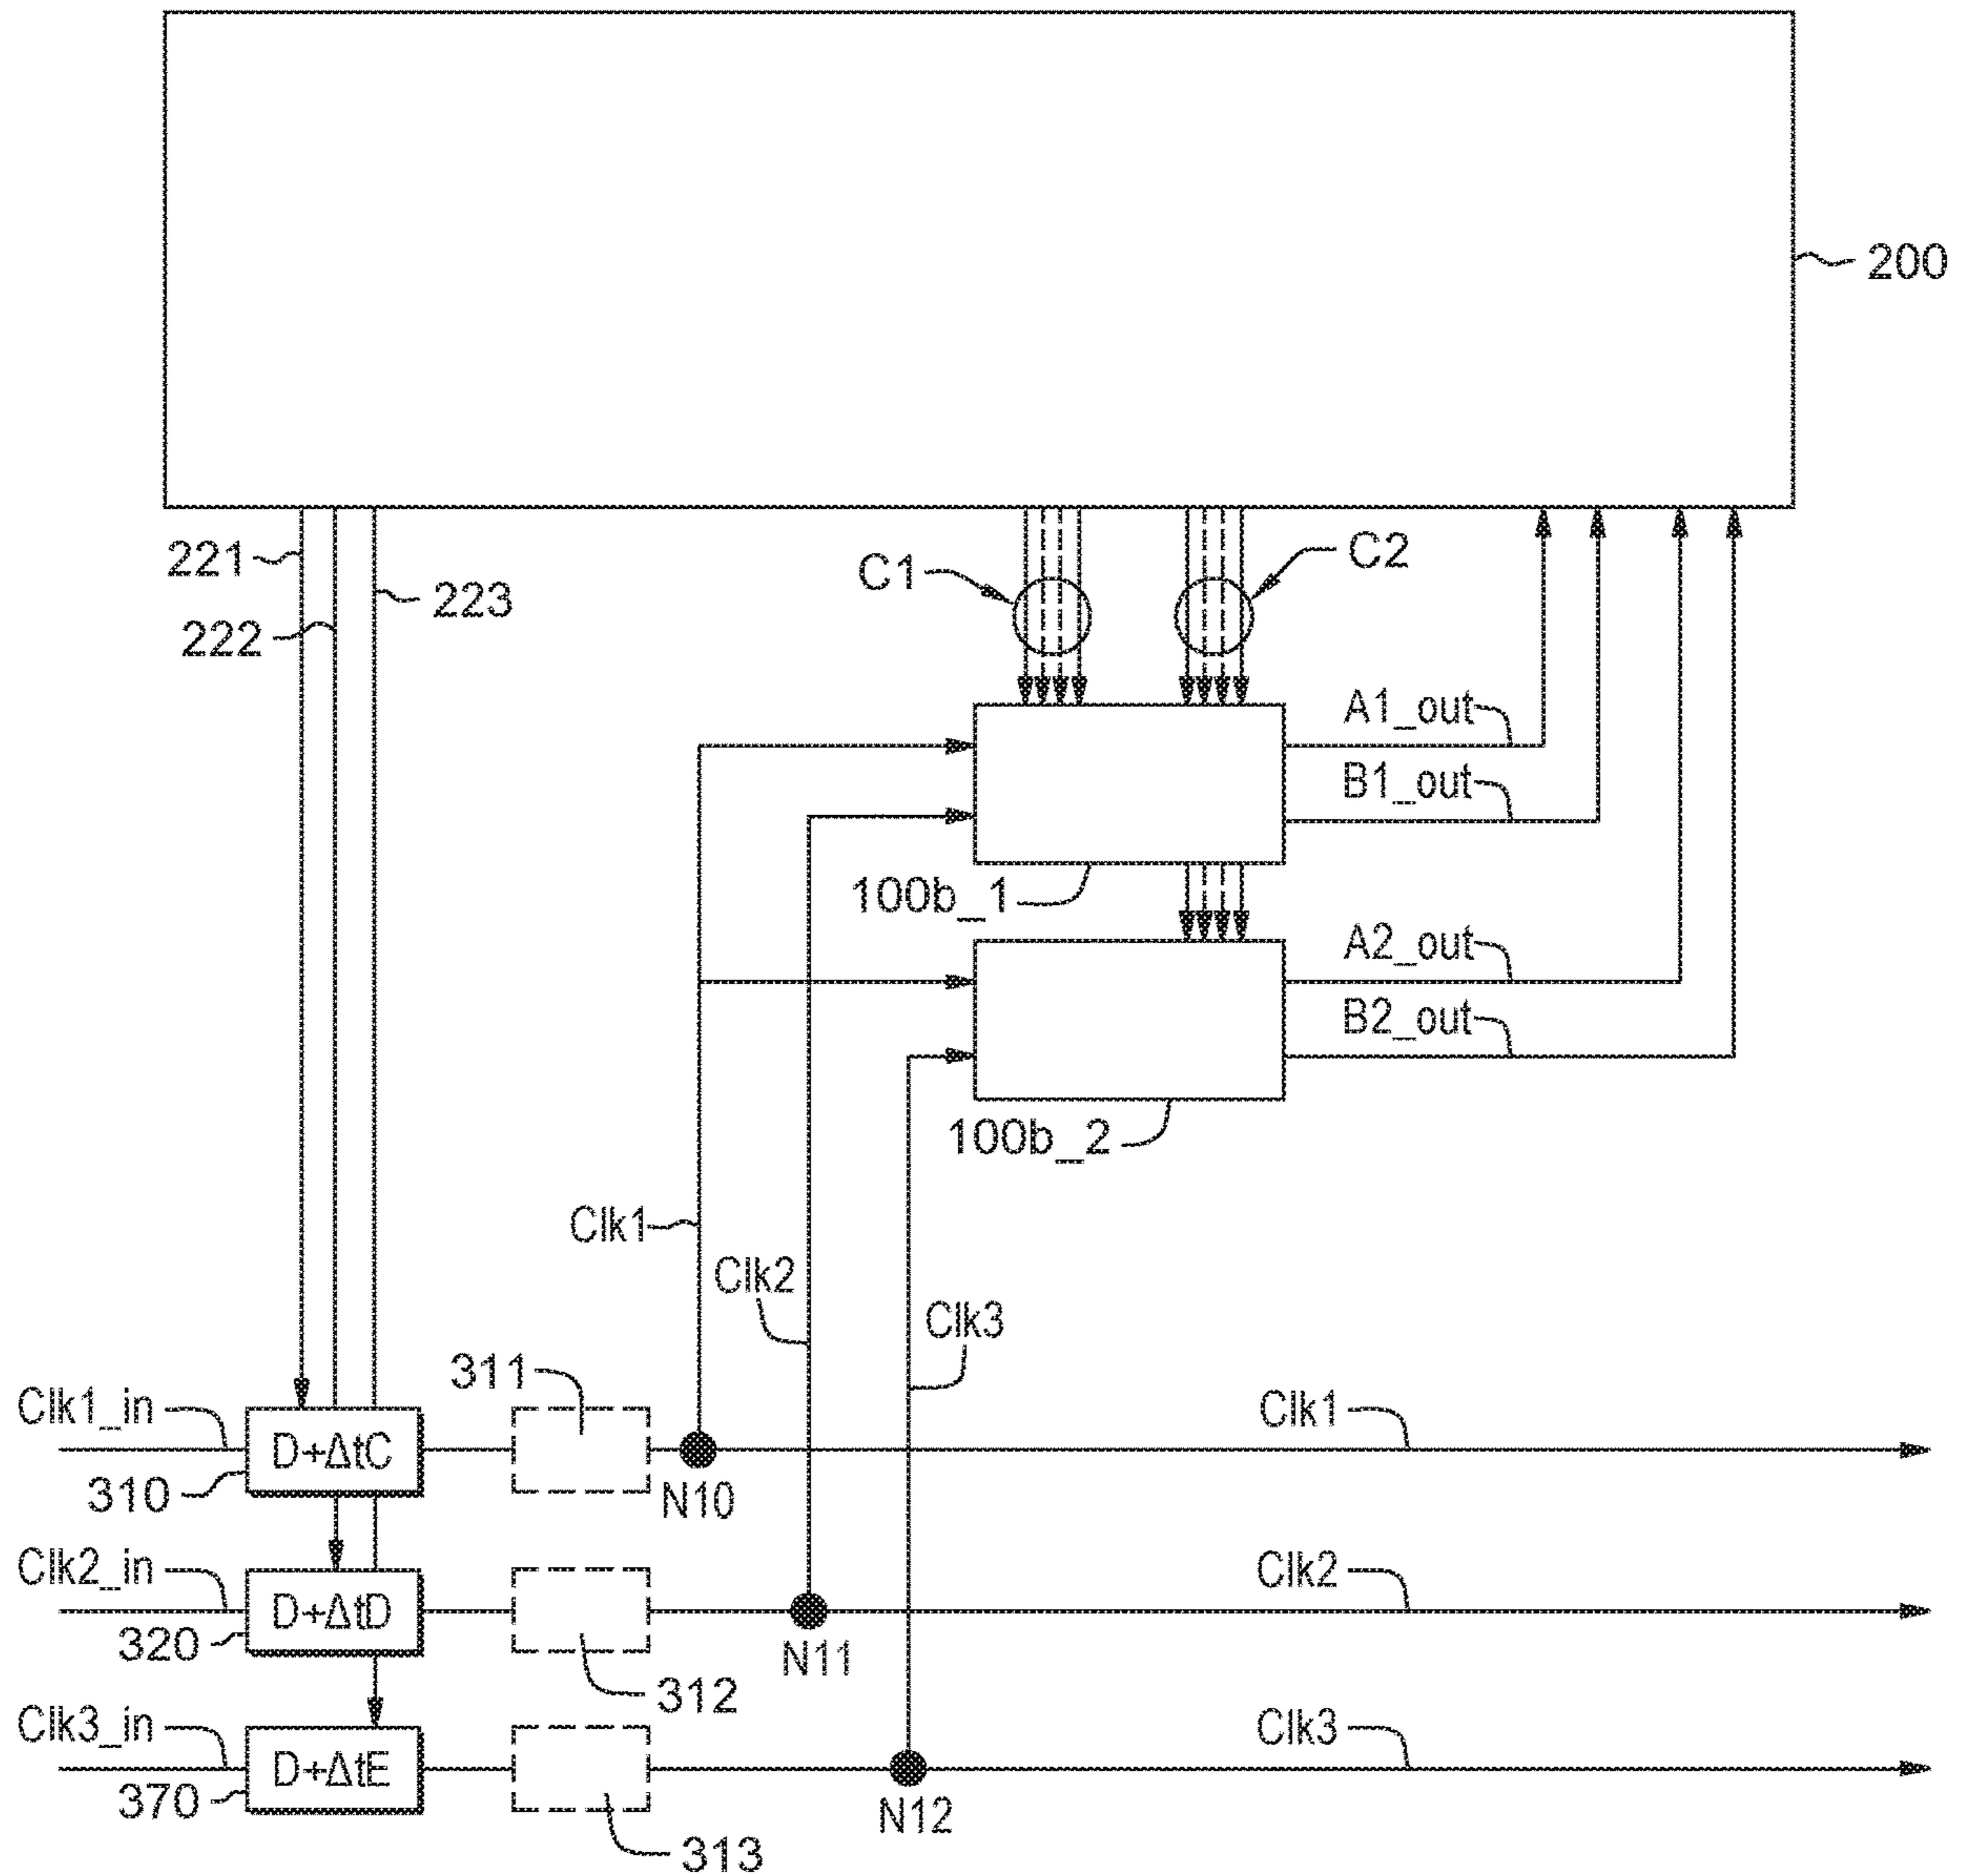 200
221
C1
C2
223
222
A1_out
B1_out
100b_1
A2_out
B2_out
100b_2
Clk1
Clk2
Clk3
311
Clk1_in
Clk1
D+ΔtC
310
N10
Clk2_in
Clk2
D+ΔtD
320
N11
312
Clk3_in
Clk3
D+ΔtE
370
N12
313